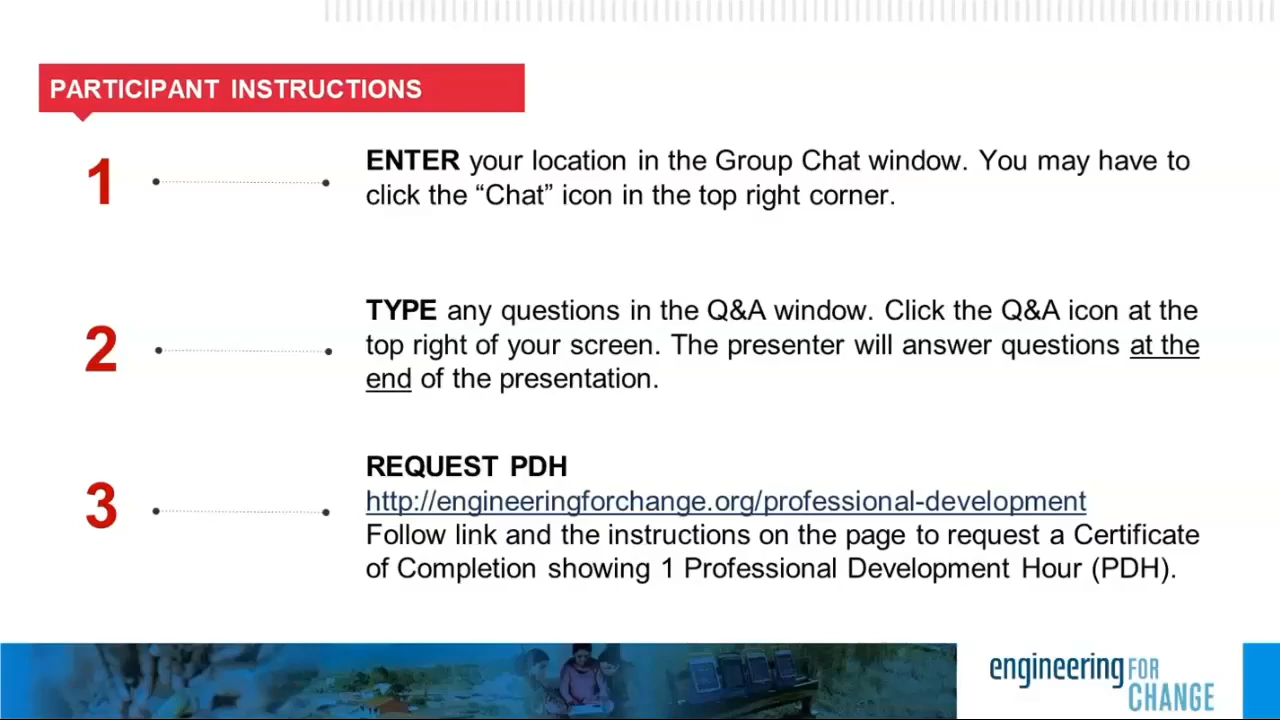 PARTICIPANT INSTRUCTIONS
1
ENTER your location in the Group Chat window. You may have to
click the “Chat” icon in the top right corner.
2
TYPE any questions in the Q&A window. Click the Q&A icon at the
top right of your screen. The presenter will answer questions at the
end of the presentation.
3
REQUEST PDH
http://engineeringforchange.org/professional-development
Follow link and the instructions on the page to request a Certificate
of Completion showing 1 Professional Development Hour (PDH).
engineering FOR
CHANGE